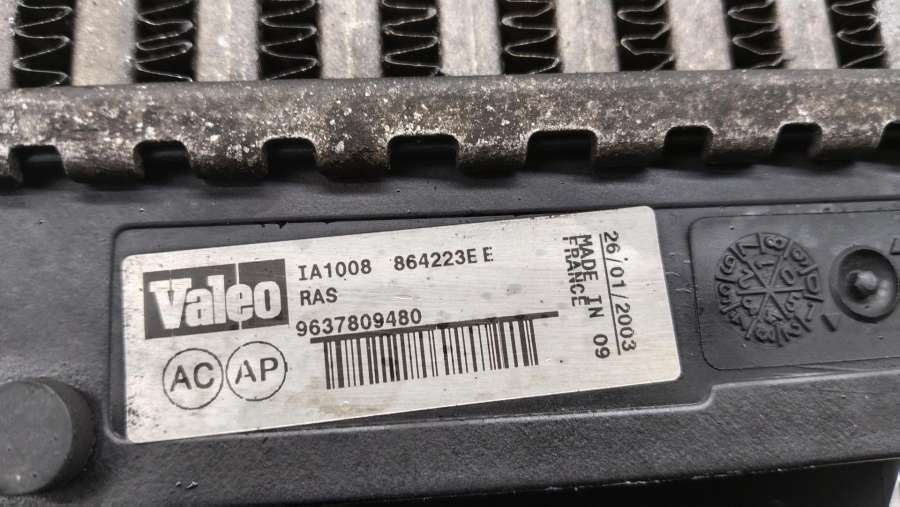 Valeo
IA1008 864223E E
RAS
9637809480
AC AP
26/01/2003
MADE IN 09
FRANCE